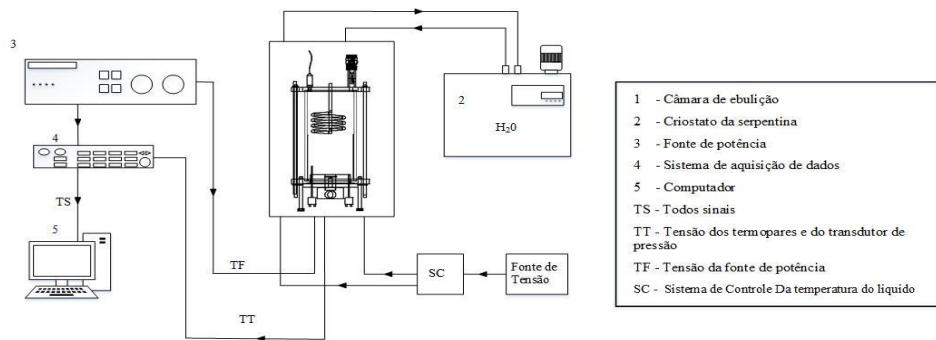 3
4
TS
5
TF
TT
2
H₂0
SC
Fonte de
Tensão
1 - Câmara de ebulição
2 - Criostato da serpentina
3 - Fonte de potência
4 - Sistema de aquisição de dados
5 - Computador
TS - Todos sinais
TT - Tensão dos termopares e do transdutor de
pressão
TF - Tensão da fonte de potência
SC - Sistema de Controle Da temperatura do liquido